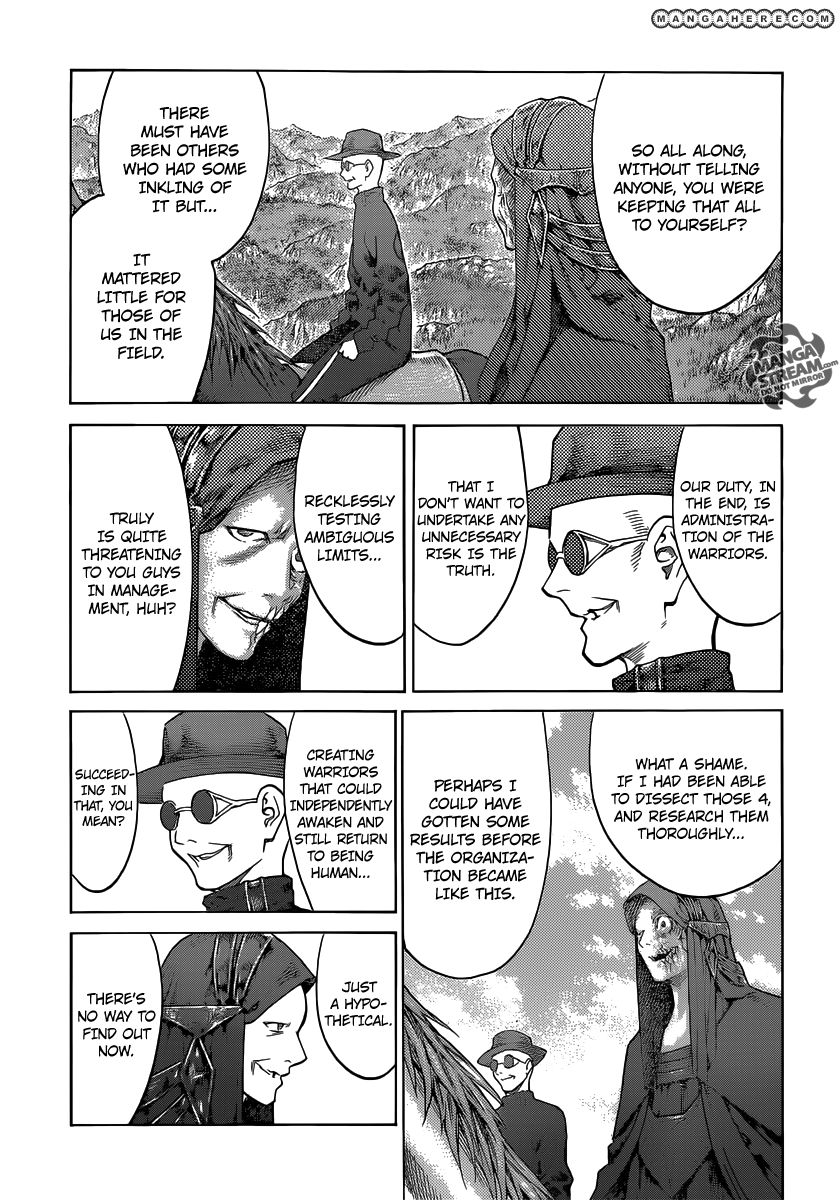 MANGAHERE.COM
SO ALL ALONG,
WITHOUT TELLING
ANYONE, YOU WERE
KEEPING THAT ALL
TO YOURSELF?
THERE
MUST HAVE
BEEN OTHERS
WHO HAD SOME
INKLING OF
IT BUT...
IT
MATTERED
LITTLE FOR
THOSE OF
US IN THE
FIELD.
MANGA
STREAM.com
DO NOT MIRROR
OUR DUTY, IN
THE END, IS
ADMINISTRA-
TION OF THE
WARRIORS.
THAT I
DON'T WANT TO
UNDERTAKE ANY
UNNECESSARY
RISK IS THE
TRUTH.
RECKLESSLY
TESTING
AMBIGUOUS
LIMITS...
TRULY
IS QUITE
THREATENING
TO YOU GUYS
IN MANAGE-
MENT, HUH?
WHAT A SHAME.
IF I HAD BEEN ABLE
TO DISSECT THOSE 4,
AND RESEARCH THEM
THOROUGHLY...
PERHAPS I
COULD HAVE
GOTTEN SOME
RESULTS BEFORE
THE ORGANIZA-
TION BECAME
LIKE THIS.
CREATING
WARRIORS
THAT COULD
INDEPENDENTLY
AWAKEN AND
STILL RETURN
TO BEING
HUMAN...
SUCCEED-
ING IN
THAT, YOU
MEAN?
JUST
A HYPO-
THETICAL.
THERE'S
NO WAY TO
FIND OUT
NOW.